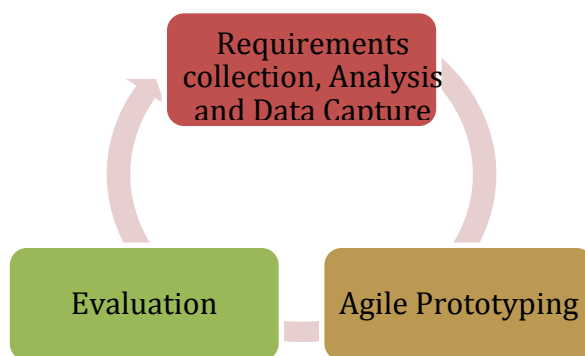 Requirements
collection, Analysis
and Data Capture
Evaluation
Agile Prototyping